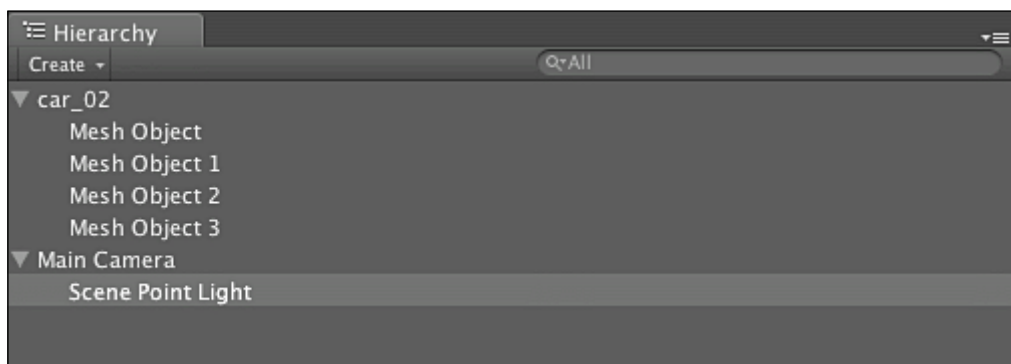 Hierarchy
Create All
car_02
Mesh Object
Mesh Object 1
Mesh Object 2
Mesh Object 3
Main Camera
Scene Point Light